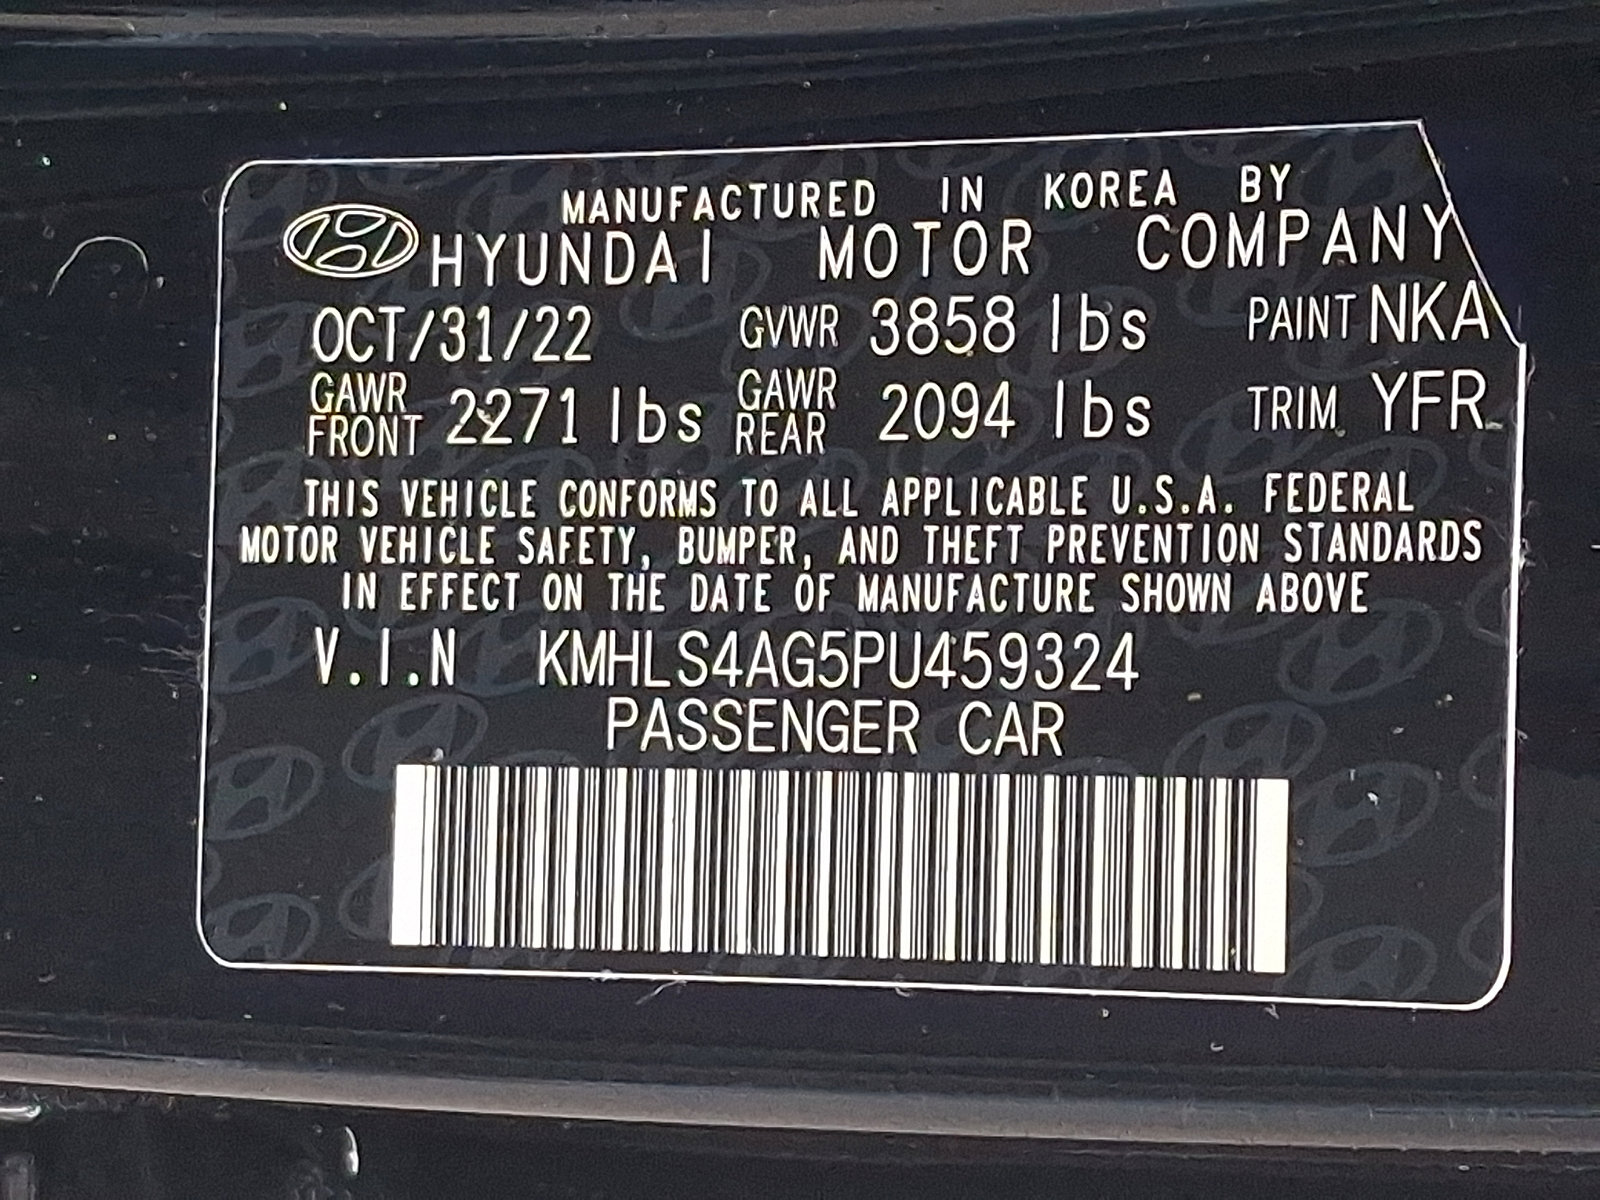 MANUFACTURED IN KOREA BY
HYUNDAI MOTOR COMPANY
OCT/31/22 GVWR 3858 lbs PAINT NKA
GAWR FRONT 2271 lbs GAWR REAR 2094 lbs TRIM YFR
THIS VEHICLE CONFORMS TO ALL APPLICABLE U.S.A. FEDERAL
MOTOR VEHICLE SAFETY, BUMPER, AND THEFT PREVENTION STANDARDS
IN EFFECT ON THE DATE OF MANUFACTURE SHOWN ABOVE
V.I.N KMHLS4AG5PU459324
PASSENGER CAR